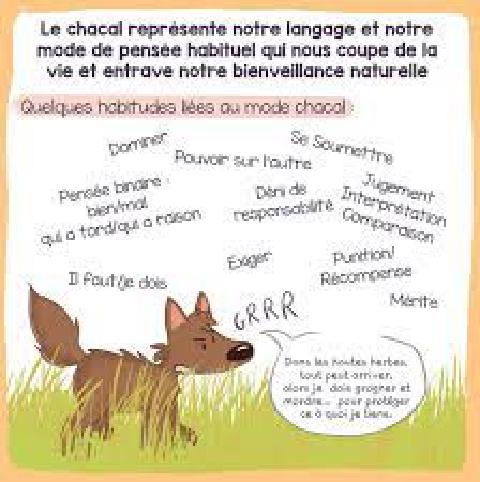 Le chacal représente notre langage et notre
mode de pensée habituel qui nous coupe de la
vie et entrave notre bienveillance naturelle
Quelques habitudes liées au mode chacal :
Dominer
Se Soumettre
Pouvoir sur l'autre
Pensée binaire :
bien/mal
qui a tord/qui a raison
Déni de
responsabilité
Jugement
Interprétation
Comparaison
Exiger
Punition/
Récompense
Il faut/je dois
Mérite
GRRR
Dans les hautes herbes,
tout peut arriver,
alors je dois grogner et
mordre... pour protéger
ce à quoi je tiens.